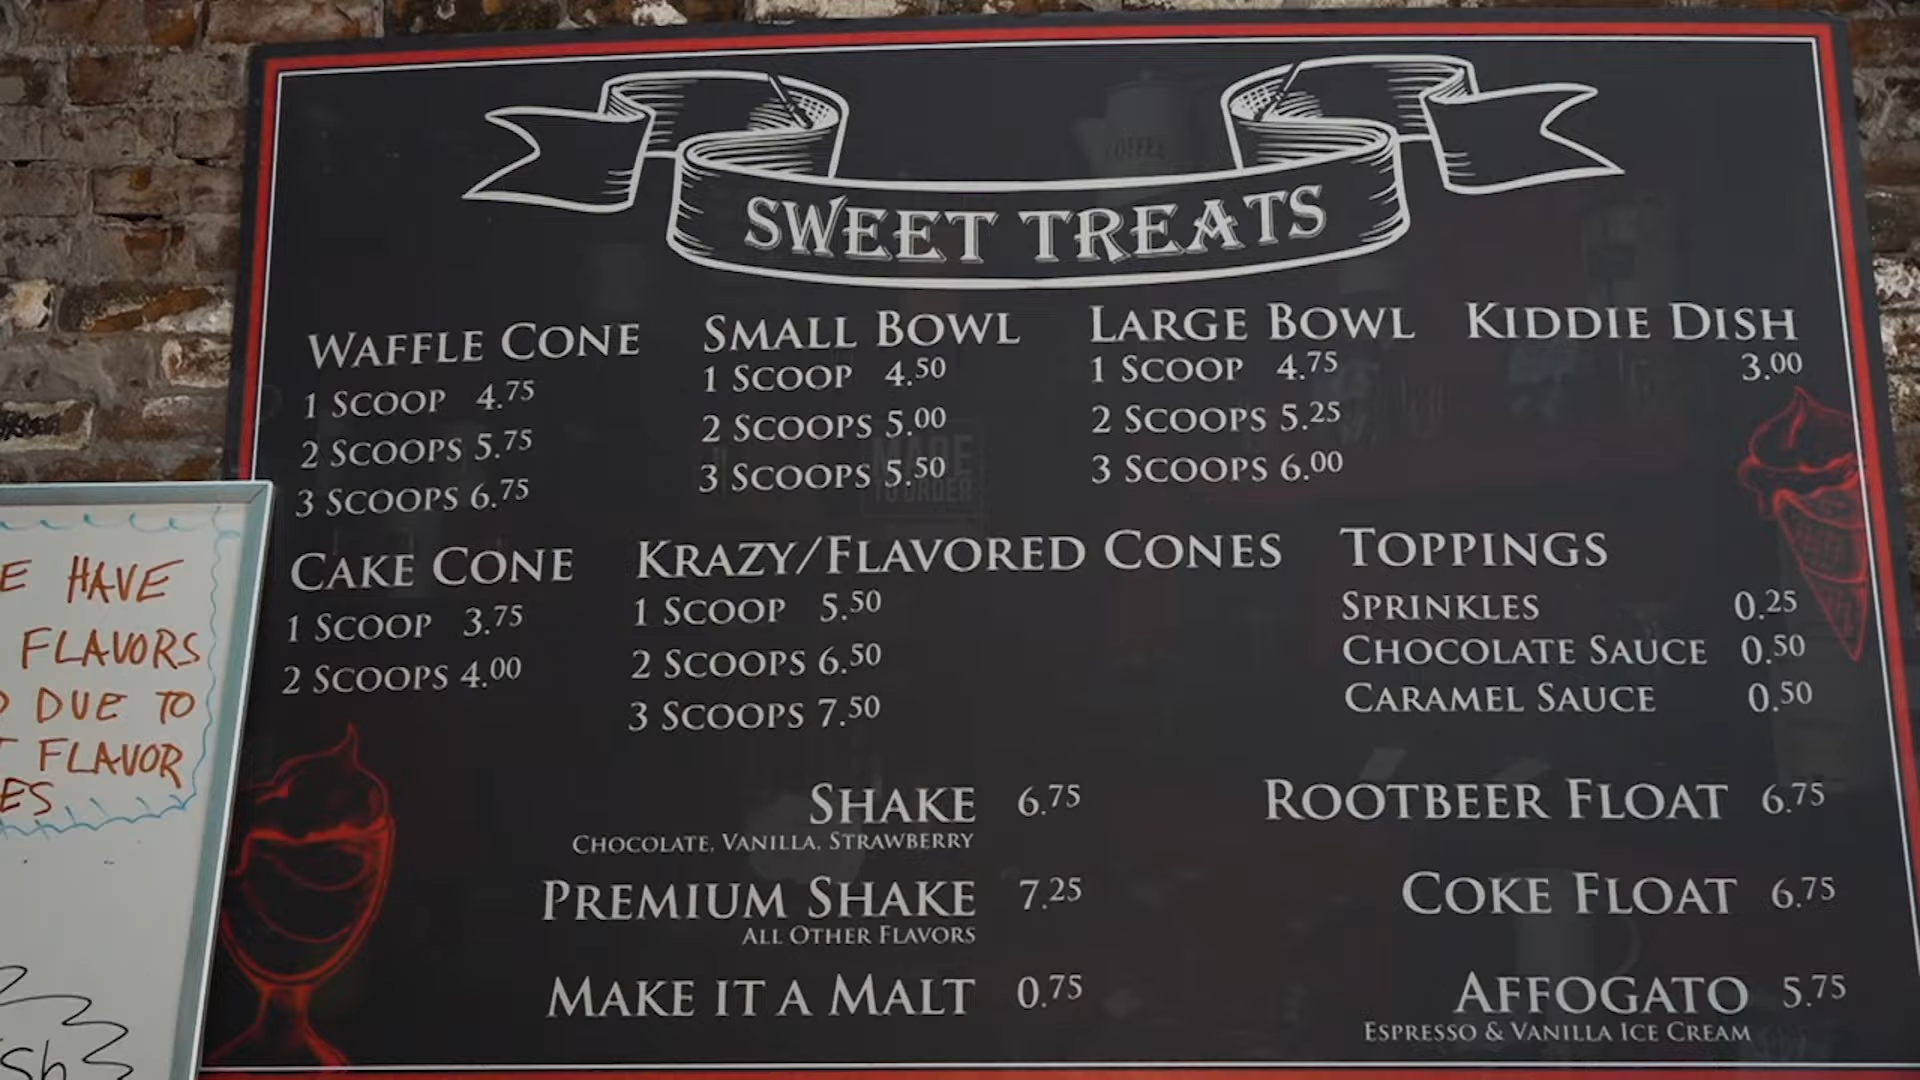 SWEET TREATS
WAFFLE CONE
1 SCOOP 4.75
2 SCOOPS 5.75
3 SCOOPS 6.75
SMALL BOWL
1 SCOOP 4.50
2 SCOOPS 5.00
3 SCOOPS 5.50
LARGE BOWL
1 SCOOP 4.75
2 SCOOPS 5.25
3 SCOOPS 6.00
KIDDIE DISH
3.00
CAKE CONE
1 SCOOP 3.75
2 SCOOPS 4.00
KRAZY/FLAVORED CONES
1 SCOOP 5.50
2 SCOOPS 6.50
3 SCOOPS 7.50
TOPPINGS
SPRINKLES 0.25
CHOCOLATE SAUCE 0.50
CARAMEL SAUCE 0.50
SHAKE 6.75
CHOCOLATE, VANILLA, STRAWBERRY
PREMIUM SHAKE 7.25
ALL OTHER FLAVORS
MAKE IT A MALT 0.75
ROOTBEER FLOAT 6.75
COKE FLOAT 6.75
AFFOGATO 5.75
ESPRESSO & VANILLA ICE CREAM
E HAVE
FLAVORS
DUE TO
FLAVOR
ES